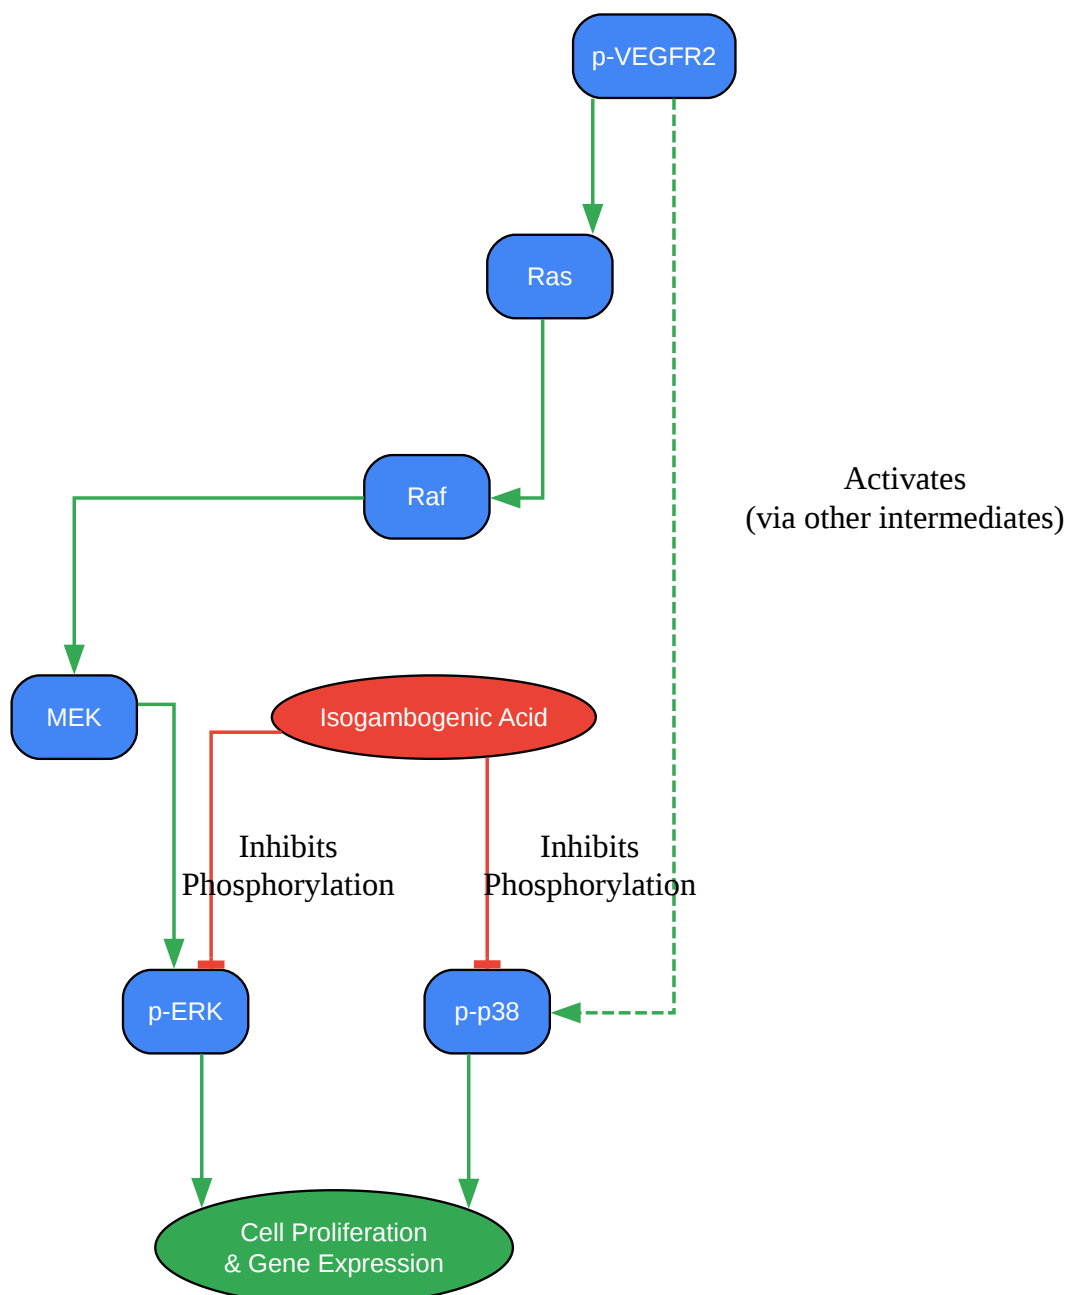 p-VEGFR2
Ras
Activates
(via other intermediates)
Raf
MEK
Isogambogenic Acid
Inhibits
Phosphorylation
Inhibits
Phosphorylation
p-ERK
p-p38
Cell Proliferation
& Gene Expression